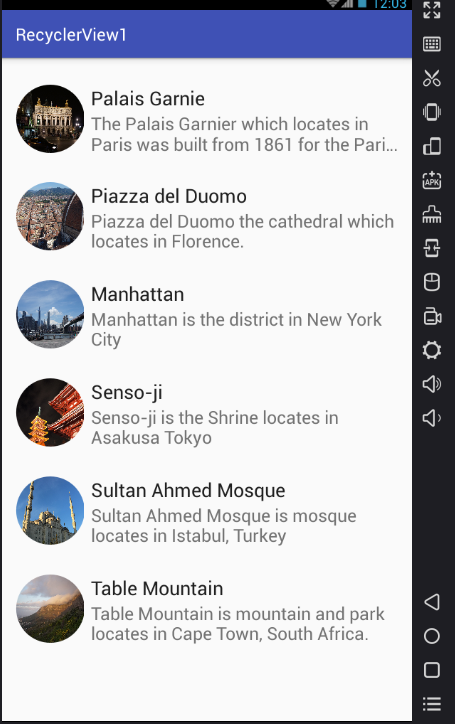 12:03
RecyclerView1
Palais Garnie
The Palais Garnier which locates in
Paris was built from 1861 for the Pari...
Piazza del Duomo
Piazza del Duomo the cathedral which
locates in Florence.
Manhattan
Manhattan is the district in New York
City
Senso-ji
Senso-ji is the Shrine locates in
Asakusa Tokyo
Sultan Ahmed Mosque
Sultan Ahmed Mosque is mosque
locates in Istabul, Turkey
Table Mountain
Table Mountain is mountain and park
locates in Cape Town, South Africa.
APK